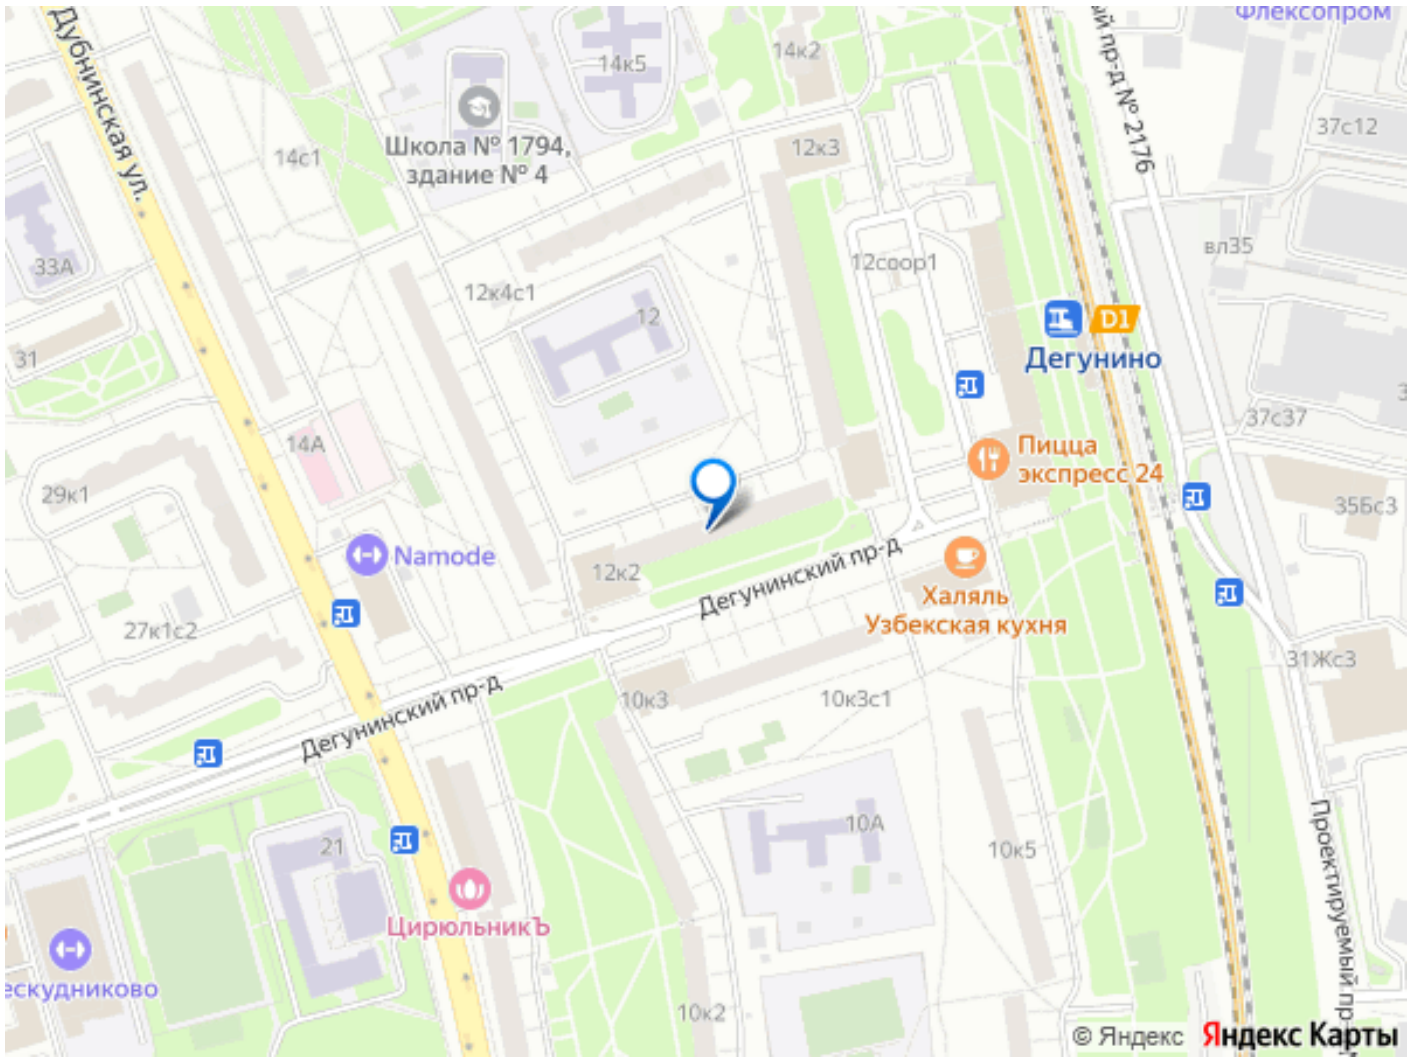 Флексопром
Дубнинская ул.
14к5
14к2
37с12
Школа № 1794,
здание № 4
14с1
12к3
ый пр-д № 2176
вл35
33А
12соор1
12к4с1
12
D1
Дегунино
31
37с37
14А
Пицца
экспресс 24
29к1
35Бс3
Namode
12к2
Дегунинский пр-д
Халяль
Узбекская кухня
27к1с2
31Жс3
10к3
10к3с1
Дегунинский пр-д
21
10А
10к5
Проектируемый пр
ЦирюльникЪ
ескудниково
10к2
© Яндекс Яндекс Карты